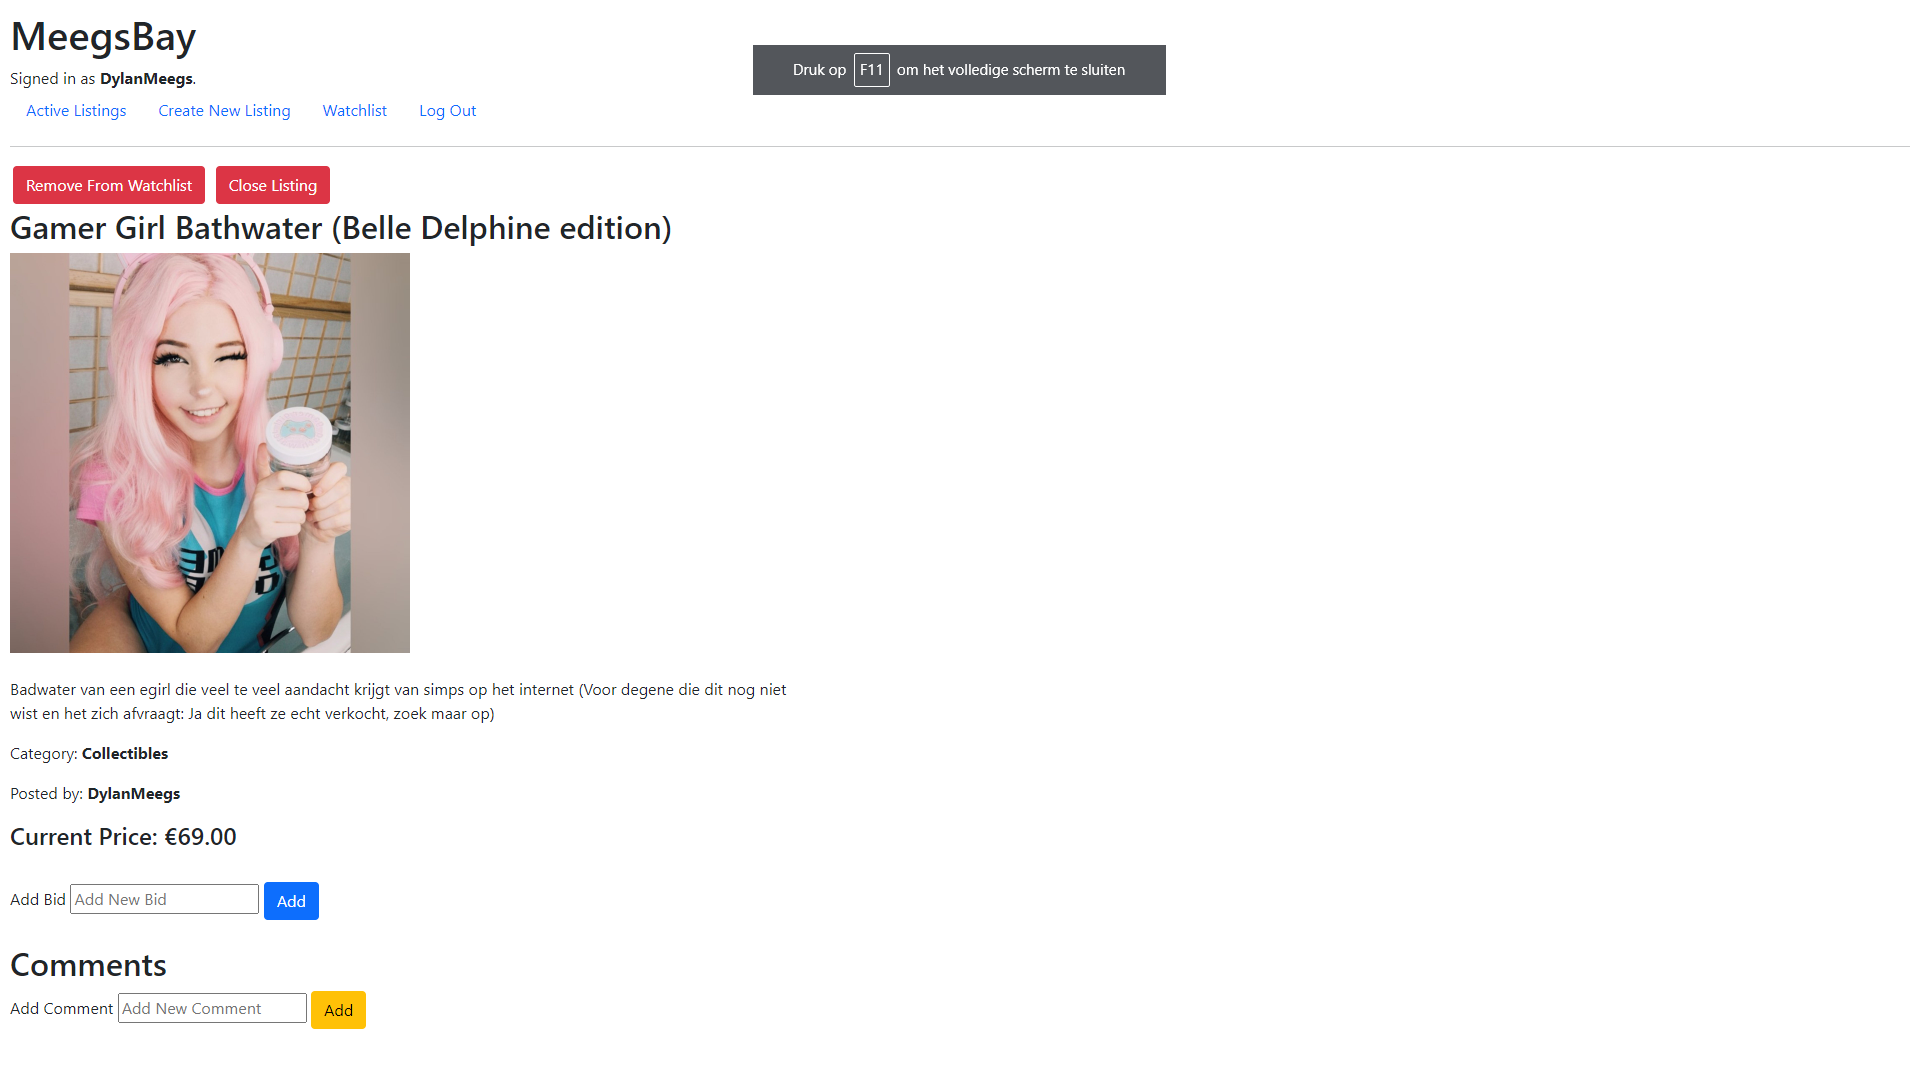 MeegsBay
Signed in as DylanMeegs.
Druk op F11 om het volledige scherm te sluiten
Active Listings Create New Listing Watchlist Log Out
Remove From Watchlist Close Listing
Gamer Girl Bathwater (Belle Delphine edition)
Badwater van een egirl die veel te veel aandacht krijgt van simps op het internet (Voor degene die dit nog niet
wist en het zich afvraagt: Ja dit heeft ze echt verkocht, zoek maar op)
Category: Collectibles
Posted by: DylanMeegs
Current Price: €69.00
Add Bid Add New Bid Add
Comments
Add Comment Add New Comment Add